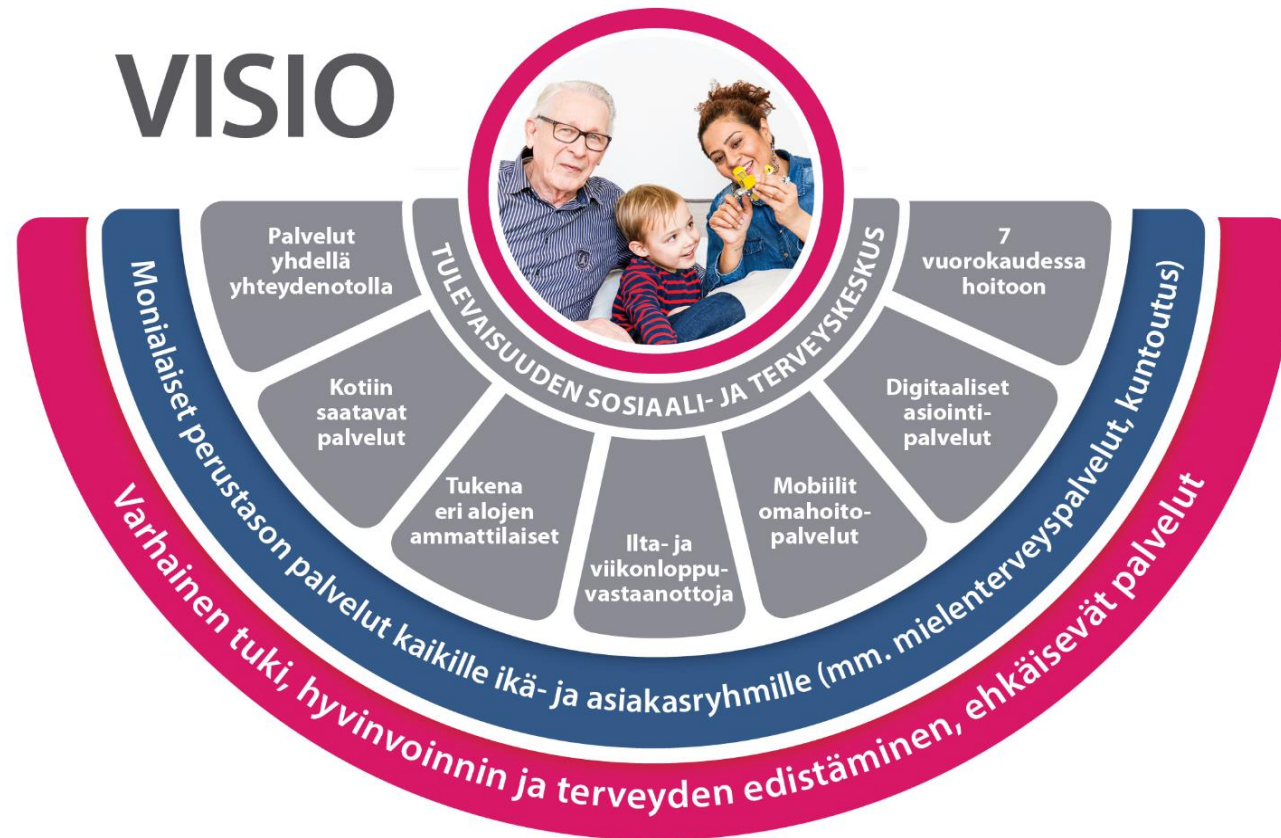 VISIO
TULEVAISUUDEN SOSIAALI- JA TERVEYSKESKUS
Palvelut
yhdellä
yhteydenotolla
Kotiin
saatavat
palvelut
Tukena
eri alojen
ammattilaiset
Ilta- ja
viikonloppu-
vastaanottoja
Mobiilit
omahoito-
palvelut
Digitaaliset
asiointi-
palvelut
7
vuorokaudessa
hoitoon
Monialaiset perustason palvelut kaikille ikä- ja asiakasryhmille (mm. mielenterveyspalvelut, kuntoutus)
Varhainen tuki, hyvinvoinnin ja terveyden edistäminen, ehkäisevät palvelut